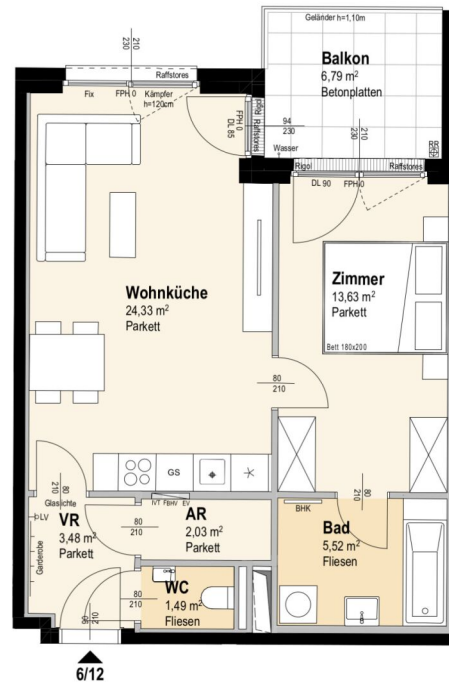 Geländer h=1,10m
Balkon
6,79 m²
Betonplatten
210
230
Raffstores
Fix
FPH 0
Kämpfer
h=120cm
FPH 0
DL 85
Rigol
Raffstores
94
230
Wasser
210
230
Rigol
Raffstores
DL 90
FPH 0
Wohnküche
24,33 m²
Parkett
Zimmer
13,63 m²
Parkett
Bett 180x200
80
210
GS
80
210
Glaslichte
LV
VR
3,48 m²
Parkett
Garderobe
80
210
IVT FBHV EV
AR
2,03 m²
Parkett
BHK
80
210
Bad
5,52 m²
Fliesen
80
210
WC
1,49 m²
Fliesen
90
210
6/12